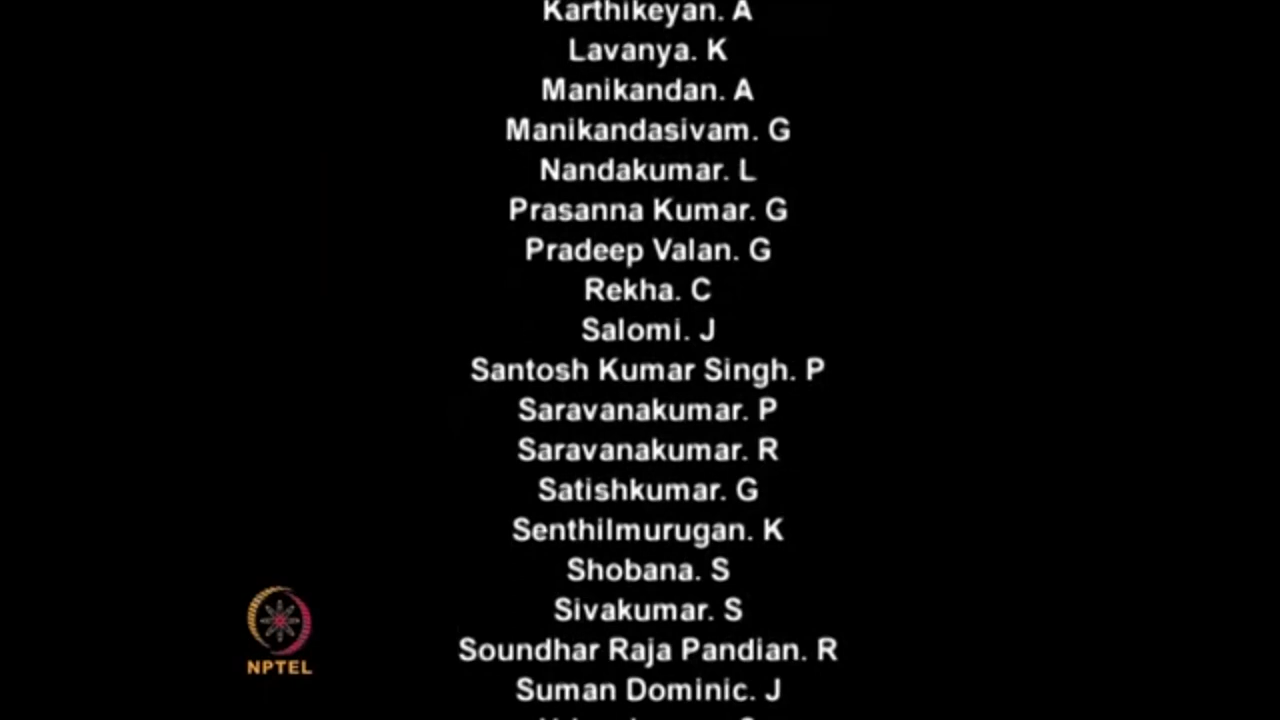 Karthikeyan. A
Lavanya. K
Manikandan. A
Manikandasivam. G
Nandakumar. L
Prasanna Kumar. G
Pradeep Valan. G
Rekha. C
Salomi. J
Santosh Kumar Singh. P
Saravanakumar. P
Saravanakumar. R
Satishkumar. G
Senthilmurugan. K
Shobana. S
Sivakumar. S
Soundhar Raja Pandian. R
Suman Dominic. J
NPTEL